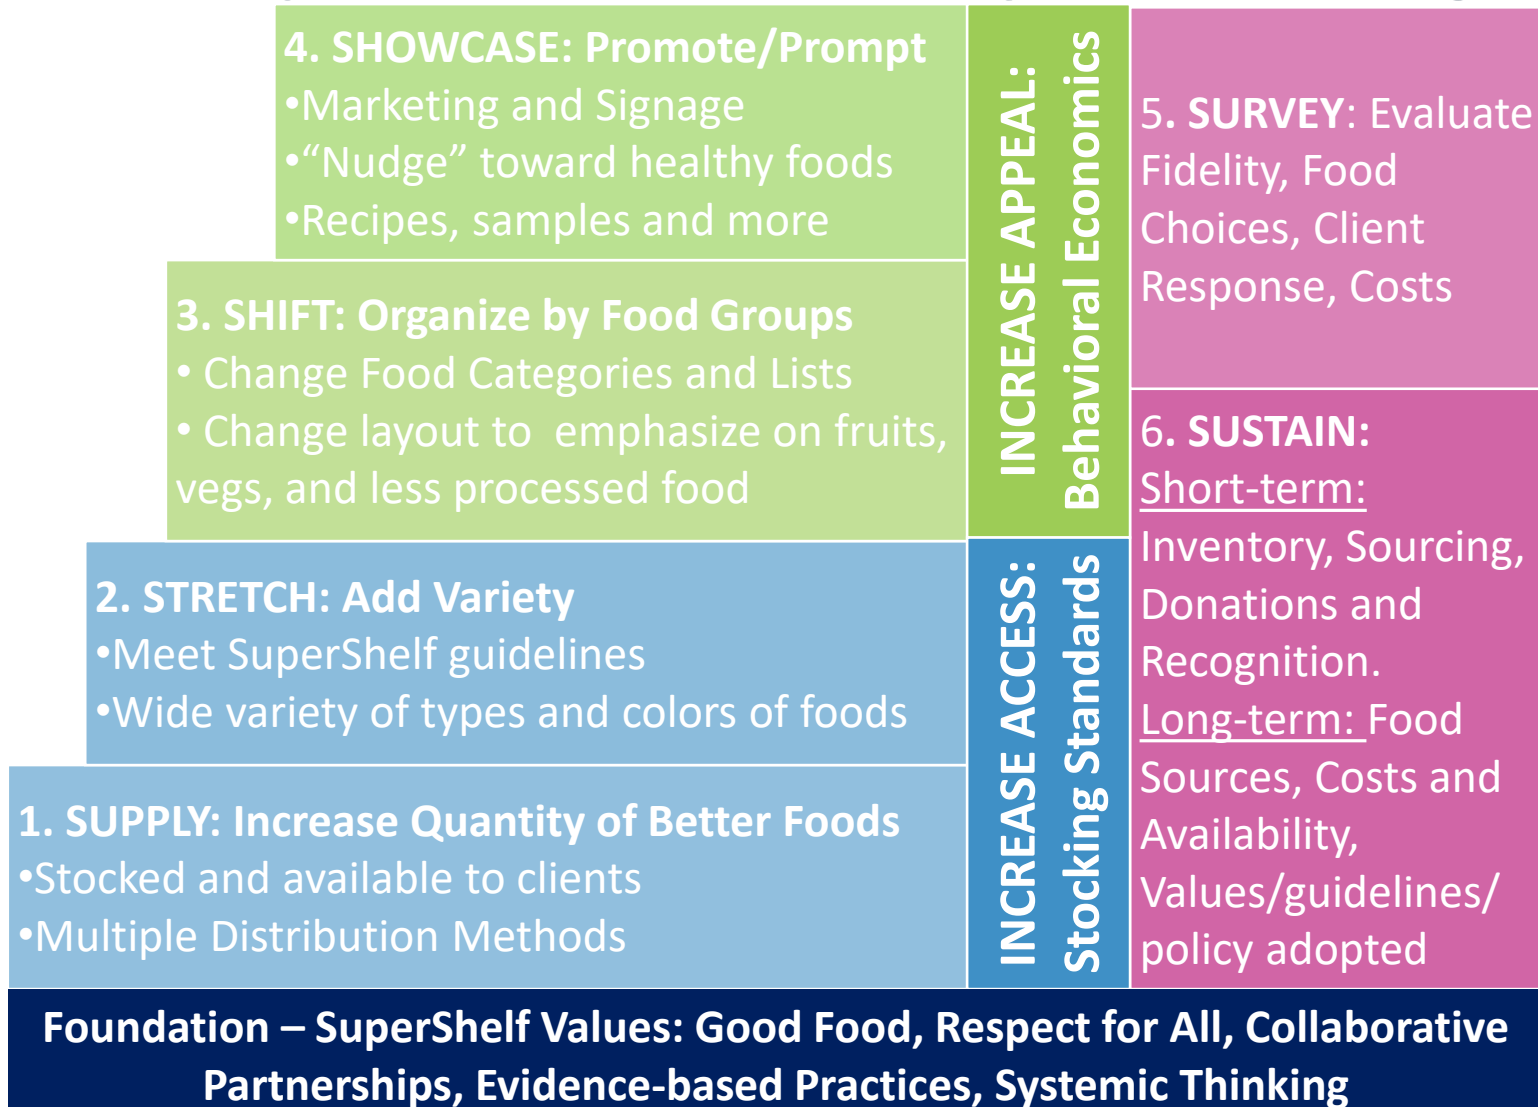 4. SHOWCASE: Promote/Prompt
•Marketing and Signage
•“Nudge” toward healthy foods
•Recipes, samples and more
3. SHIFT: Organize by Food Groups
• Change Food Categories and Lists
• Change layout to  emphasize on fruits,
vegs, and less processed food
2. STRETCH: Add Variety
•Meet SuperShelf guidelines
•Wide variety of types and colors of foods
1. SUPPLY: Increase Quantity of Better Foods
•Stocked and available to clients
•Multiple Distribution Methods
INCREASE APPEAL:
Behavioral Economics
INCREASE ACCESS:
Stocking Standards
5. SURVEY: Evaluate
Fidelity, Food
Choices, Client
Response, Costs
6. SUSTAIN:
Short-term:
Inventory, Sourcing,
Donations and
Recognition.
Long-term: Food
Sources, Costs and
Availability,
Values/guidelines/
policy adopted
Foundation – SuperShelf Values: Good Food, Respect for All, Collaborative
Partnerships, Evidence-based Practices, Systemic Thinking